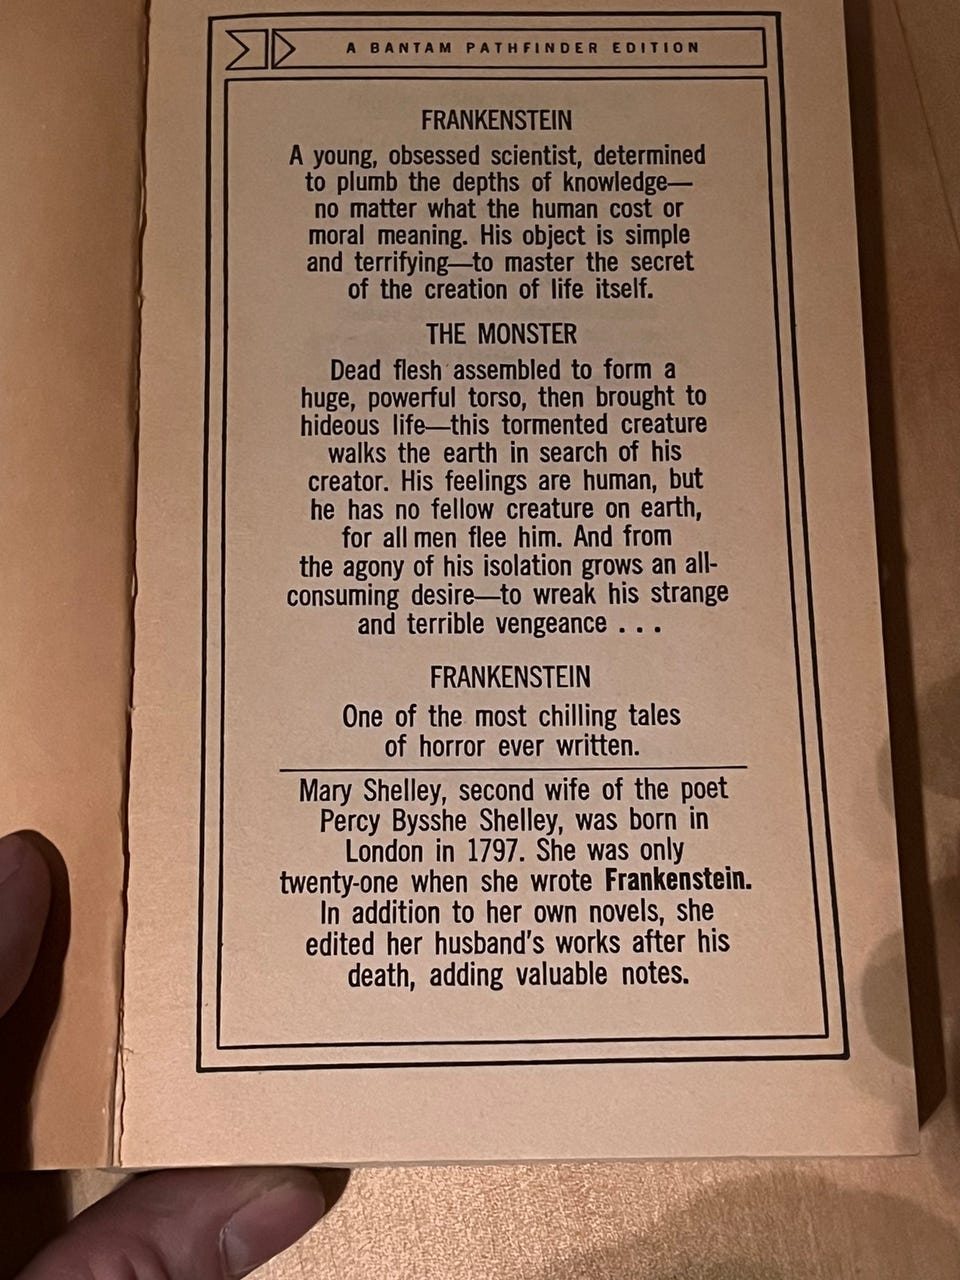 A BANTAM PATHFINDER EDITION
FRANKENSTEIN
A young, obsessed scientist, determined
to plumb the depths of knowledge—
no matter what the human cost or
moral meaning. His object is simple
and terrifying—to master the secret
of the creation of life itself.
THE MONSTER
Dead flesh assembled to form a
huge, powerful torso, then brought to
hideous life—this tormented creature
walks the earth in search of his
creator. His feelings are human, but
he has no fellow creature on earth,
for all men flee him. And from
the agony of his isolation grows an all-
consuming desire—to wreak his strange
and terrible vengeance . . .
FRANKENSTEIN
One of the most chilling tales
of horror ever written.
Mary Shelley, second wife of the poet
Percy Bysshe Shelley, was born in
London in 1797. She was only
twenty-one when she wrote Frankenstein.
In addition to her own novels, she
edited her husband's works after his
death, adding valuable notes.